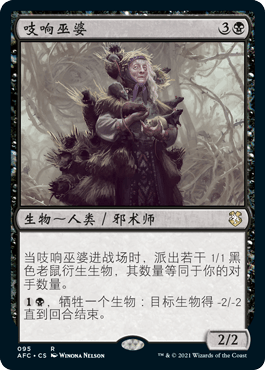 吱响巫婆 3
生物～人类／邪术师
当吱响巫婆进战场时，派出若干 1/1 黑
色老鼠衍生生物，其数量等同于你的对
手数量。
1，牺牲一个生物：目标生物得 -2/-2
直到回合结束。
2/2
095 R
AFC • CS WINONA NELSON
™ & © 2021 Wizards of the Coast